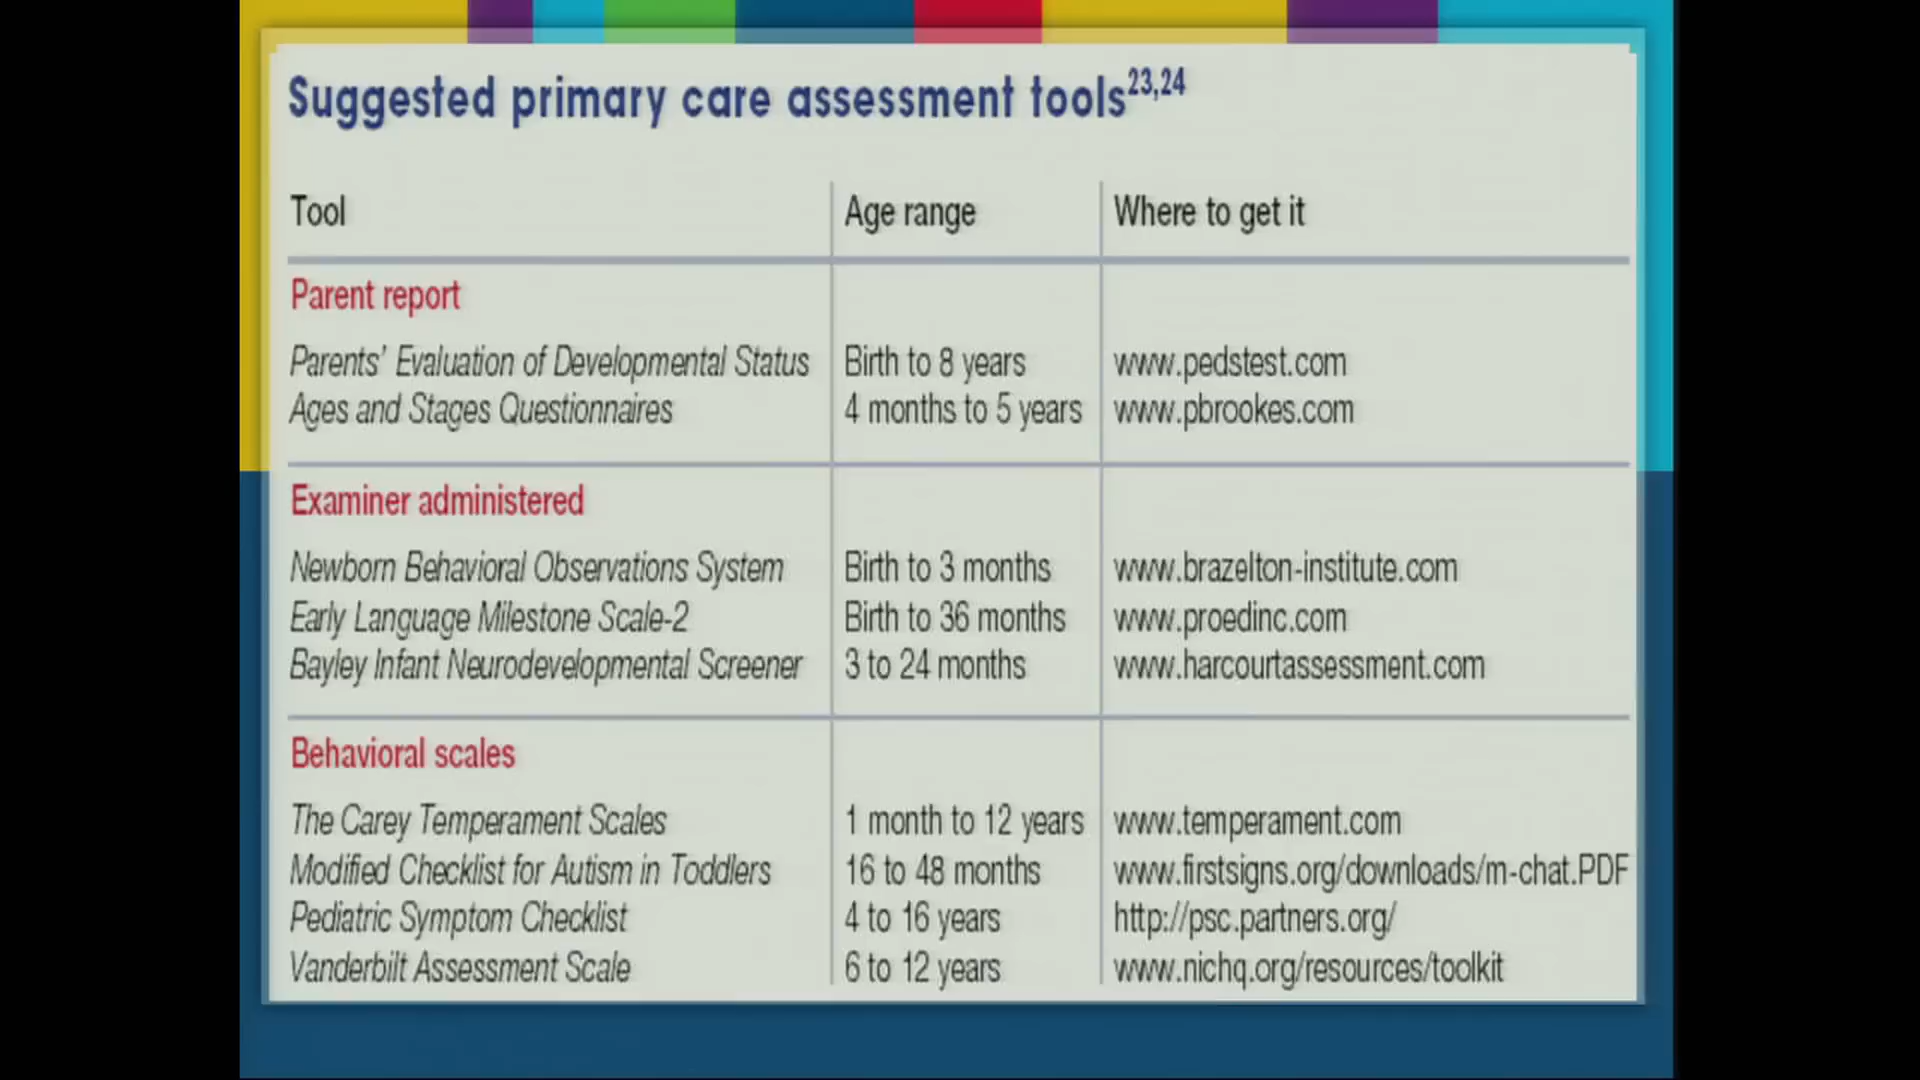 Suggested primary care assessment tools23,24
Tool Age range Where to get it
Parent report
Parents' Evaluation of Developmental Status Birth to 8 years www.pedstest.com
Ages and Stages Questionnaires 4 months to 5 years www.pbrookes.com
Examiner administered
Newborn Behavioral Observations System Birth to 3 months www.brazelton-institute.com
Early Language Milestone Scale-2 Birth to 36 months www.proedinc.com
Bayley Infant Neurodevelopmental Screener 3 to 24 months www.harcourtassessment.com
Behavioral scales
The Carey Temperament Scales 1 month to 12 years www.temperament.com
Modified Checklist for Autism in Toddlers 16 to 48 months www.firstsigns.org/downloads/m-chat.PDF
Pediatric Symptom Checklist 4 to 16 years http://psc.partners.org/
Vanderbilt Assessment Scale 6 to 12 years www.nichq.org/resources/toolkit